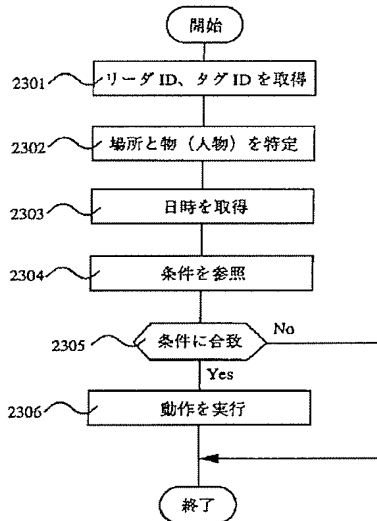 開始
2301
リーダID、タグIDを取得
2302
場所と物（人物）を特定
2303
日時を取得
2304
条件を参照
2305
条件に合致
No
Yes
2306
動作を実行
終了